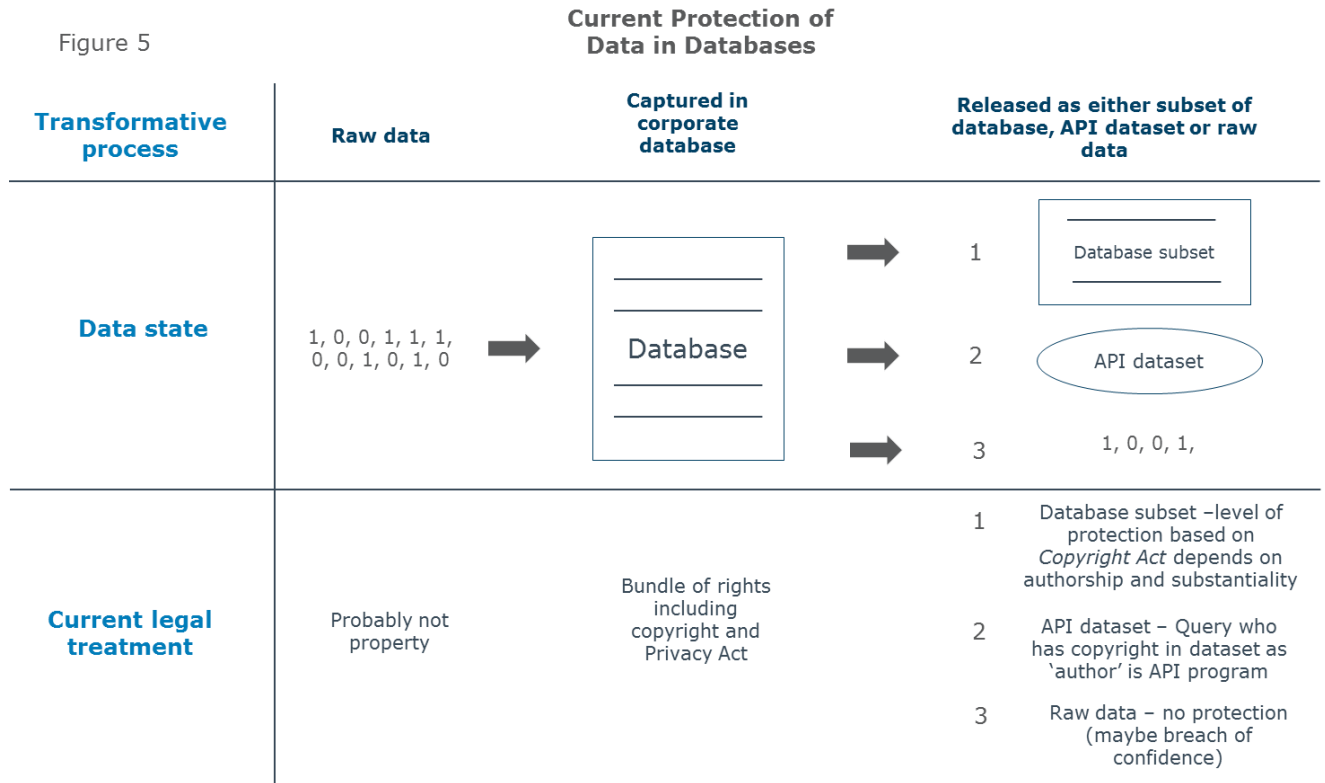 Figure 5
Current Protection of
Data in Databases
Transformative
process
Raw data
Captured in
corporate
database
Released as either subset of
database, API dataset or raw
data
Data state
1, 0, 0, 1, 1, 1,
0, 0, 1, 0, 1, 0
Database
1
Database subset
2
API dataset
3
1, 0, 0, 1,
Current legal
treatment
Probably not
property
Bundle of rights
including
copyright and
Privacy Act
1
Database subset –level of
protection based on
Copyright Act depends on
authorship and substantiality
2
API dataset – Query who
has copyright in dataset as
‘author’ is API program
3
Raw data – no protection
(maybe breach of
confidence)